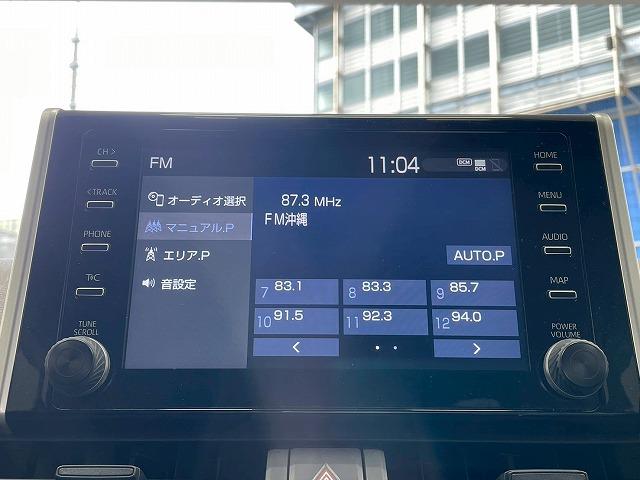 CH >
< TRACK
PHONE
T&C
TUNE
SCROLL
FM
11:04
DCM
DCM
オーディオ選択
マニュアル.P
エリア.P
音設定
87.3 MHz
FM沖縄
AUTO.P
7 83.1
8 83.3
9 85.7
10 91.5
11 92.3
12 94.0
<
>
HOME
MENU
AUDIO
MAP
POWER
VOLUME